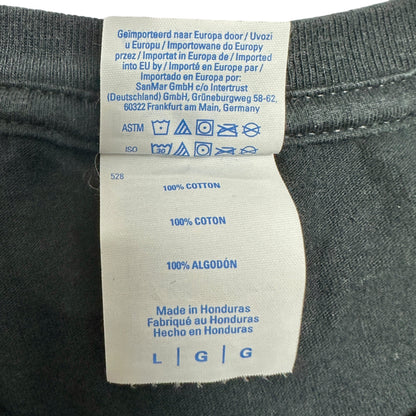 Geïmporteerd naar Europa door / Uvozi
u Europu / Importowane do Europy
przez / Importat in Europa de / Imported
into EU by / Importé en Europe par /
Importado en Europa por:
SanMar GmbH c/o Intertrust
(Deutschland) GmbH, Grüneburgweg 58-62,
60322 Frankfurt am Main, Germany
ASTM
ISO 30
528
100% COTTON
100% COTON
100% ALGODÓN
Made in Honduras
Fabriqué au Honduras
Hecho en Honduras
L | G | G